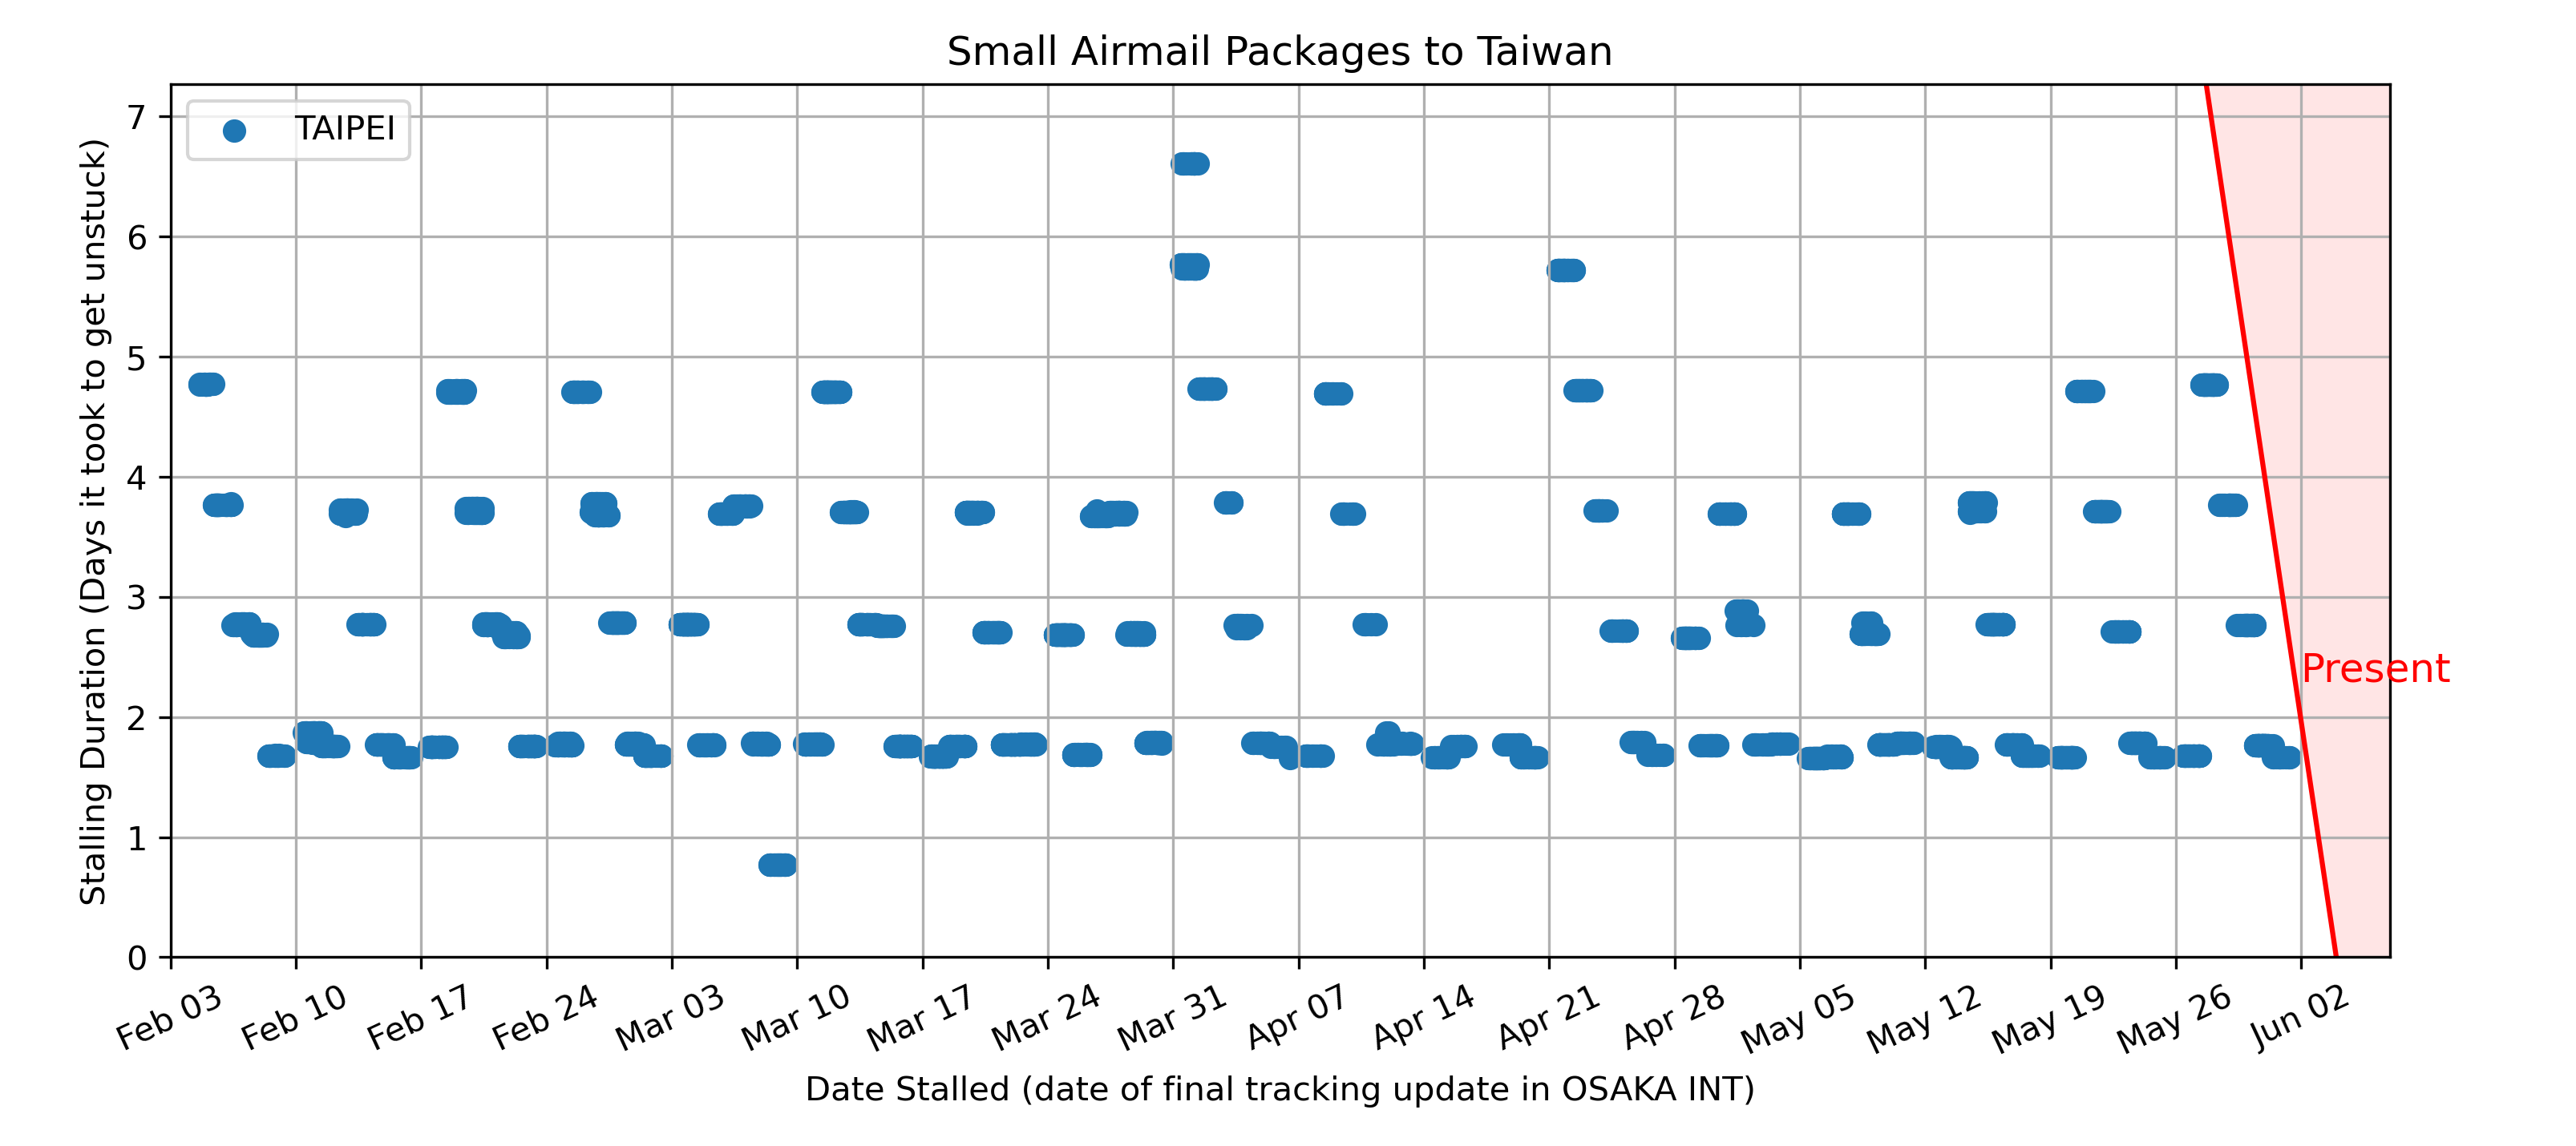 Small Airmail Packages to Taiwan
TAIPEI
Stalling Duration (Days it took to get unstuck)
7
6
5
4
3
2
1
0
Present
Feb 03
Feb 10
Feb 17
Feb 24
Mar 03
Mar 10
Mar 17
Mar 24
Mar 31
Apr 07
Apr 14
Apr 21
Apr 28
May 05
May 12
May 19
May 26
Jun 02
Date Stalled (date of final tracking update in OSAKA INT)